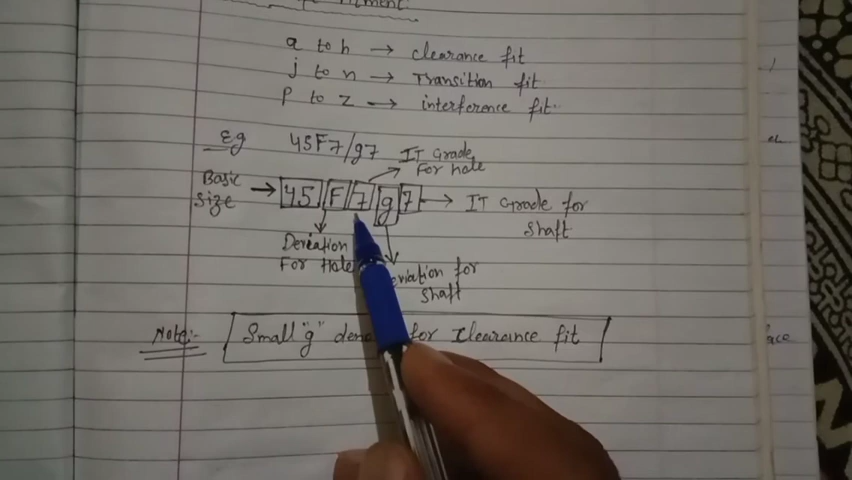 a to h → clearance fit
j to n → Transition fit
p to z → interference fit.
Eg 45F7/g7
IT Grade
For hole
Basic
size → 45 F 7 g 7 → IT Grade for
shaft
Deviation
For Hole
for
shaft
Note:- Small "g" for Clearance fit